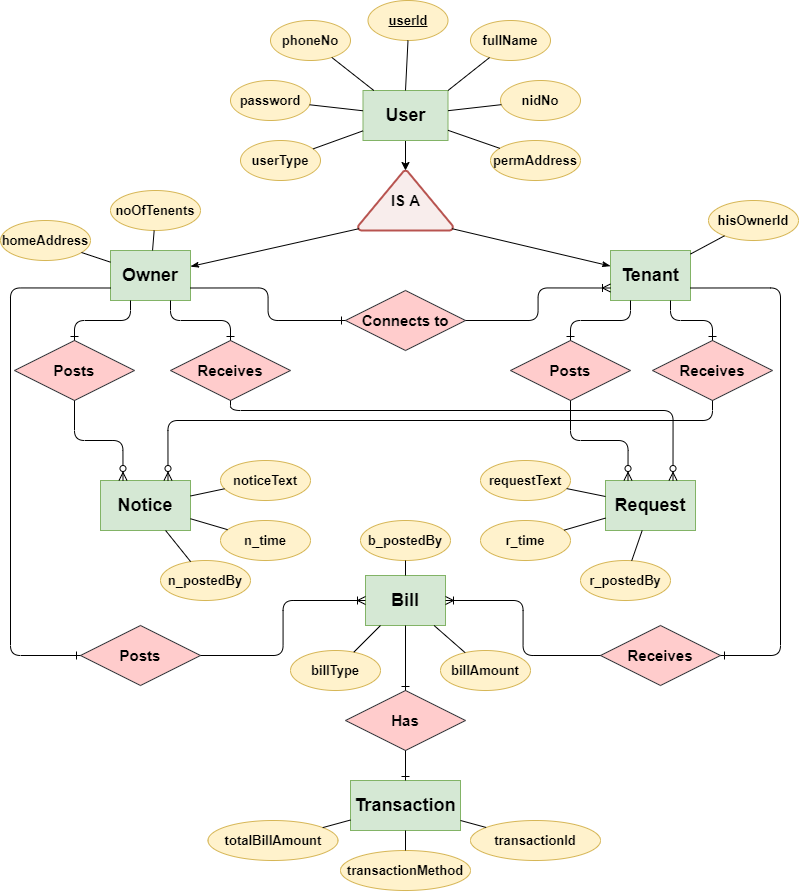 userId
phoneNo
fullName
password
User
nidNo
userType
permAddress
IS A
noOfTenents
hisOwnerId
homeAddress
Owner
Tenant
Connects to
Posts
Receives
Posts
Receives
noticeText
requestText
Notice
Request
n_time
b_postedBy
r_time
n_postedBy
r_postedBy
Bill
Posts
Receives
billType
billAmount
Has
Transaction
totalBillAmount
transactionId
transactionMethod